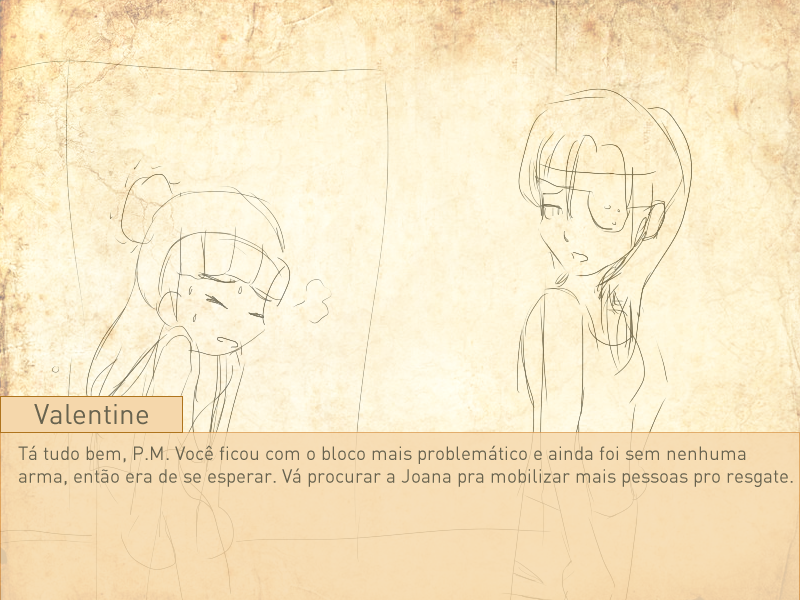 Valentine
Tá tudo bem, P.M. Você ficou com o bloco mais problemático e ainda foi sem nenhuma
arma, então era de se esperar. Vá procurar a Joana pra mobilizar mais pessoas pro resgate.